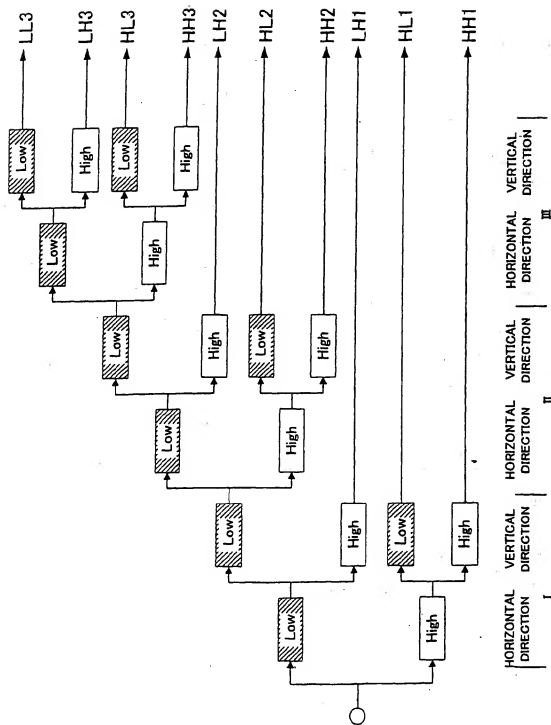 LL3
LH3
HL3
HH3
LH2
HL2
HH2
LH1
HL1
HH1
Low
High
Low
High
Low
High
Low
High
Low
High
Low
High
Low
High
Low
High
Low
High
HORIZONTAL
DIRECTION
VERTICAL
DIRECTION
I
HORIZONTAL
DIRECTION
VERTICAL
DIRECTION
II
HORIZONTAL
DIRECTION
VERTICAL
DIRECTION
III